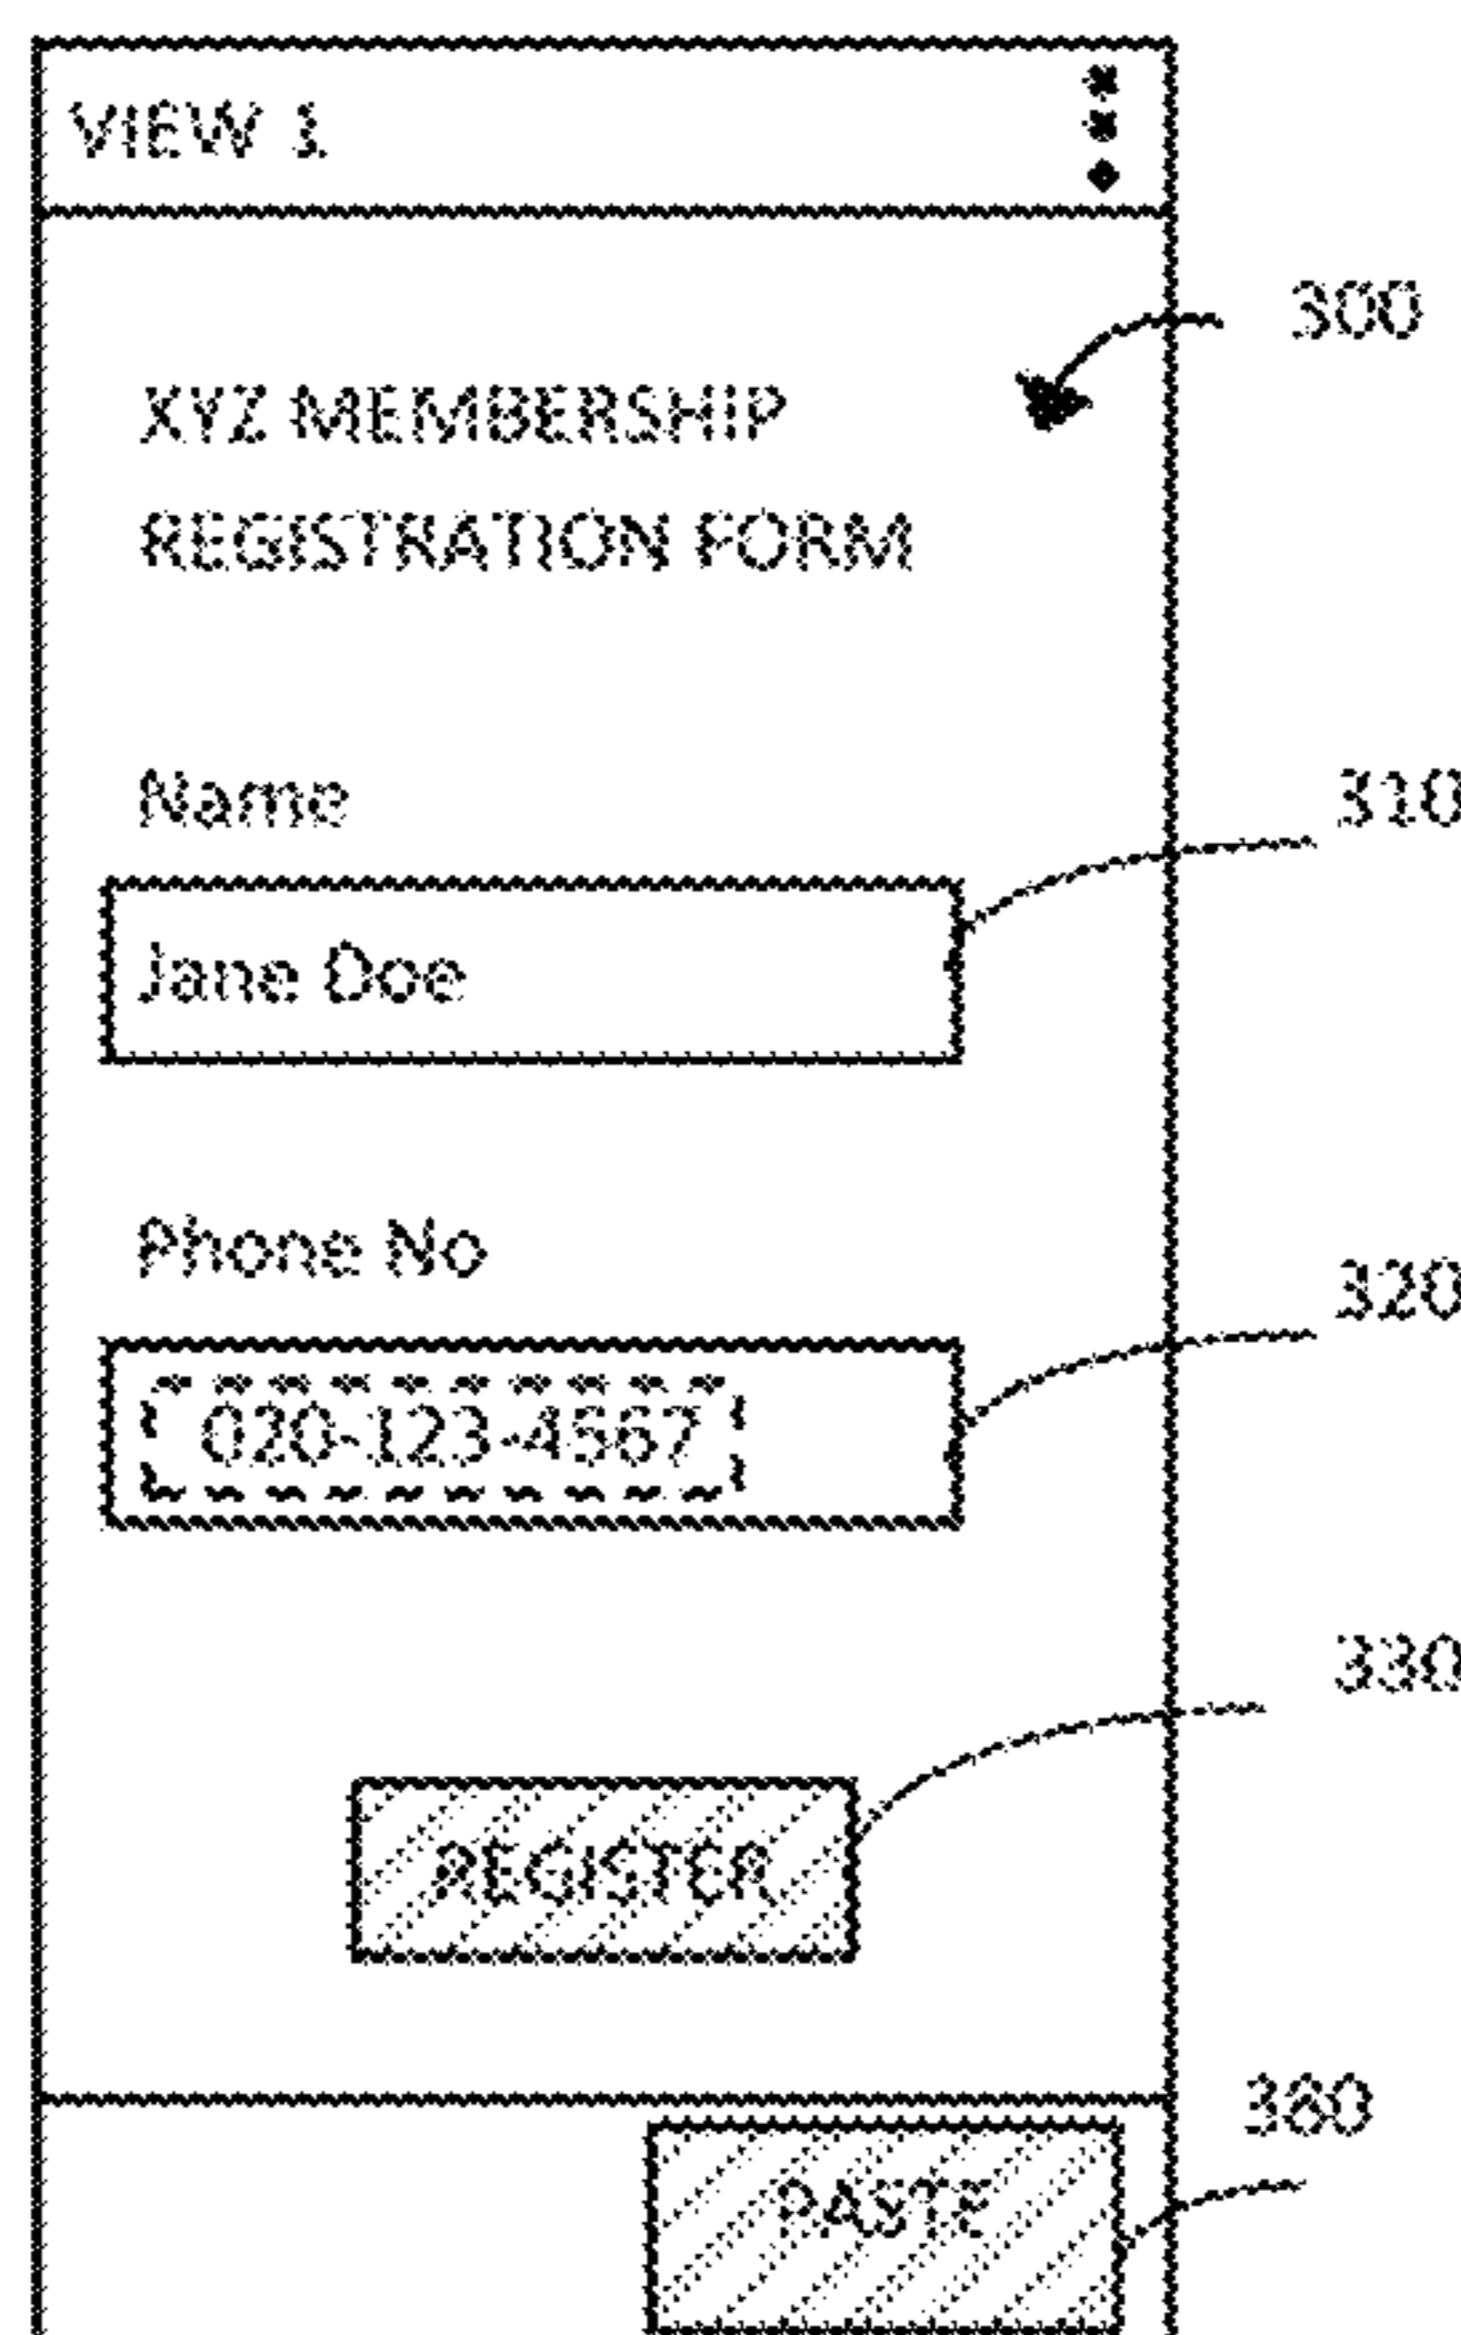 VIEW 1
300
XYZ MEMBERSHIP
REGISTRATION FORM
310
Name
Jane Doe
320
Phone No
020-123-4567
330
REGISTER
360
PASTE